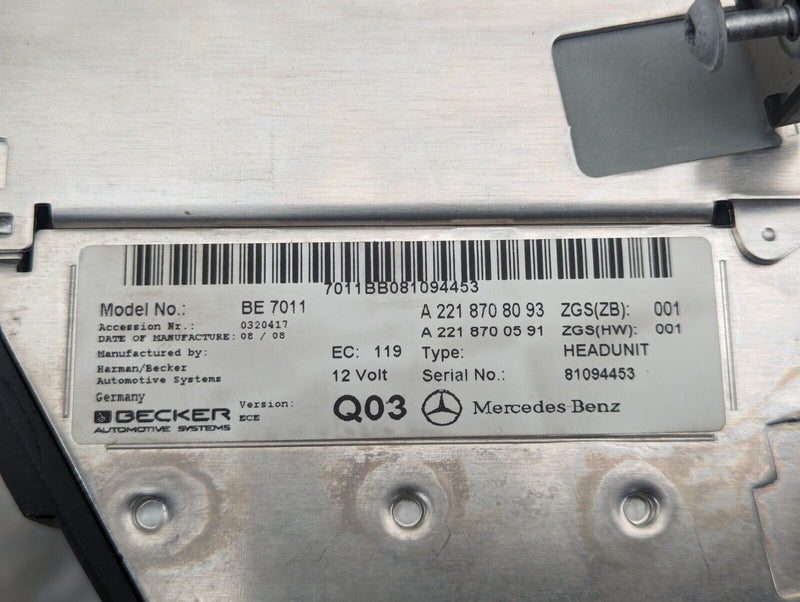 7011BB081094453
Model No.: BE 7011 A 221 870 80 93 ZGS(ZB): 001
Accession Nr.: 0320417 A 221 870 05 91 ZGS(HW): 001
DATE OF MANUFACTURE: 08 / 08
Manufactured by: EC: 119 Type: HEADUNIT
Harman/Becker
Automotive Systems 12 Volt Serial No.: 81094453
Germany
BECKER Version: Q03 Mercedes-Benz
AUTOMOTIVE SYSTEMS ECE